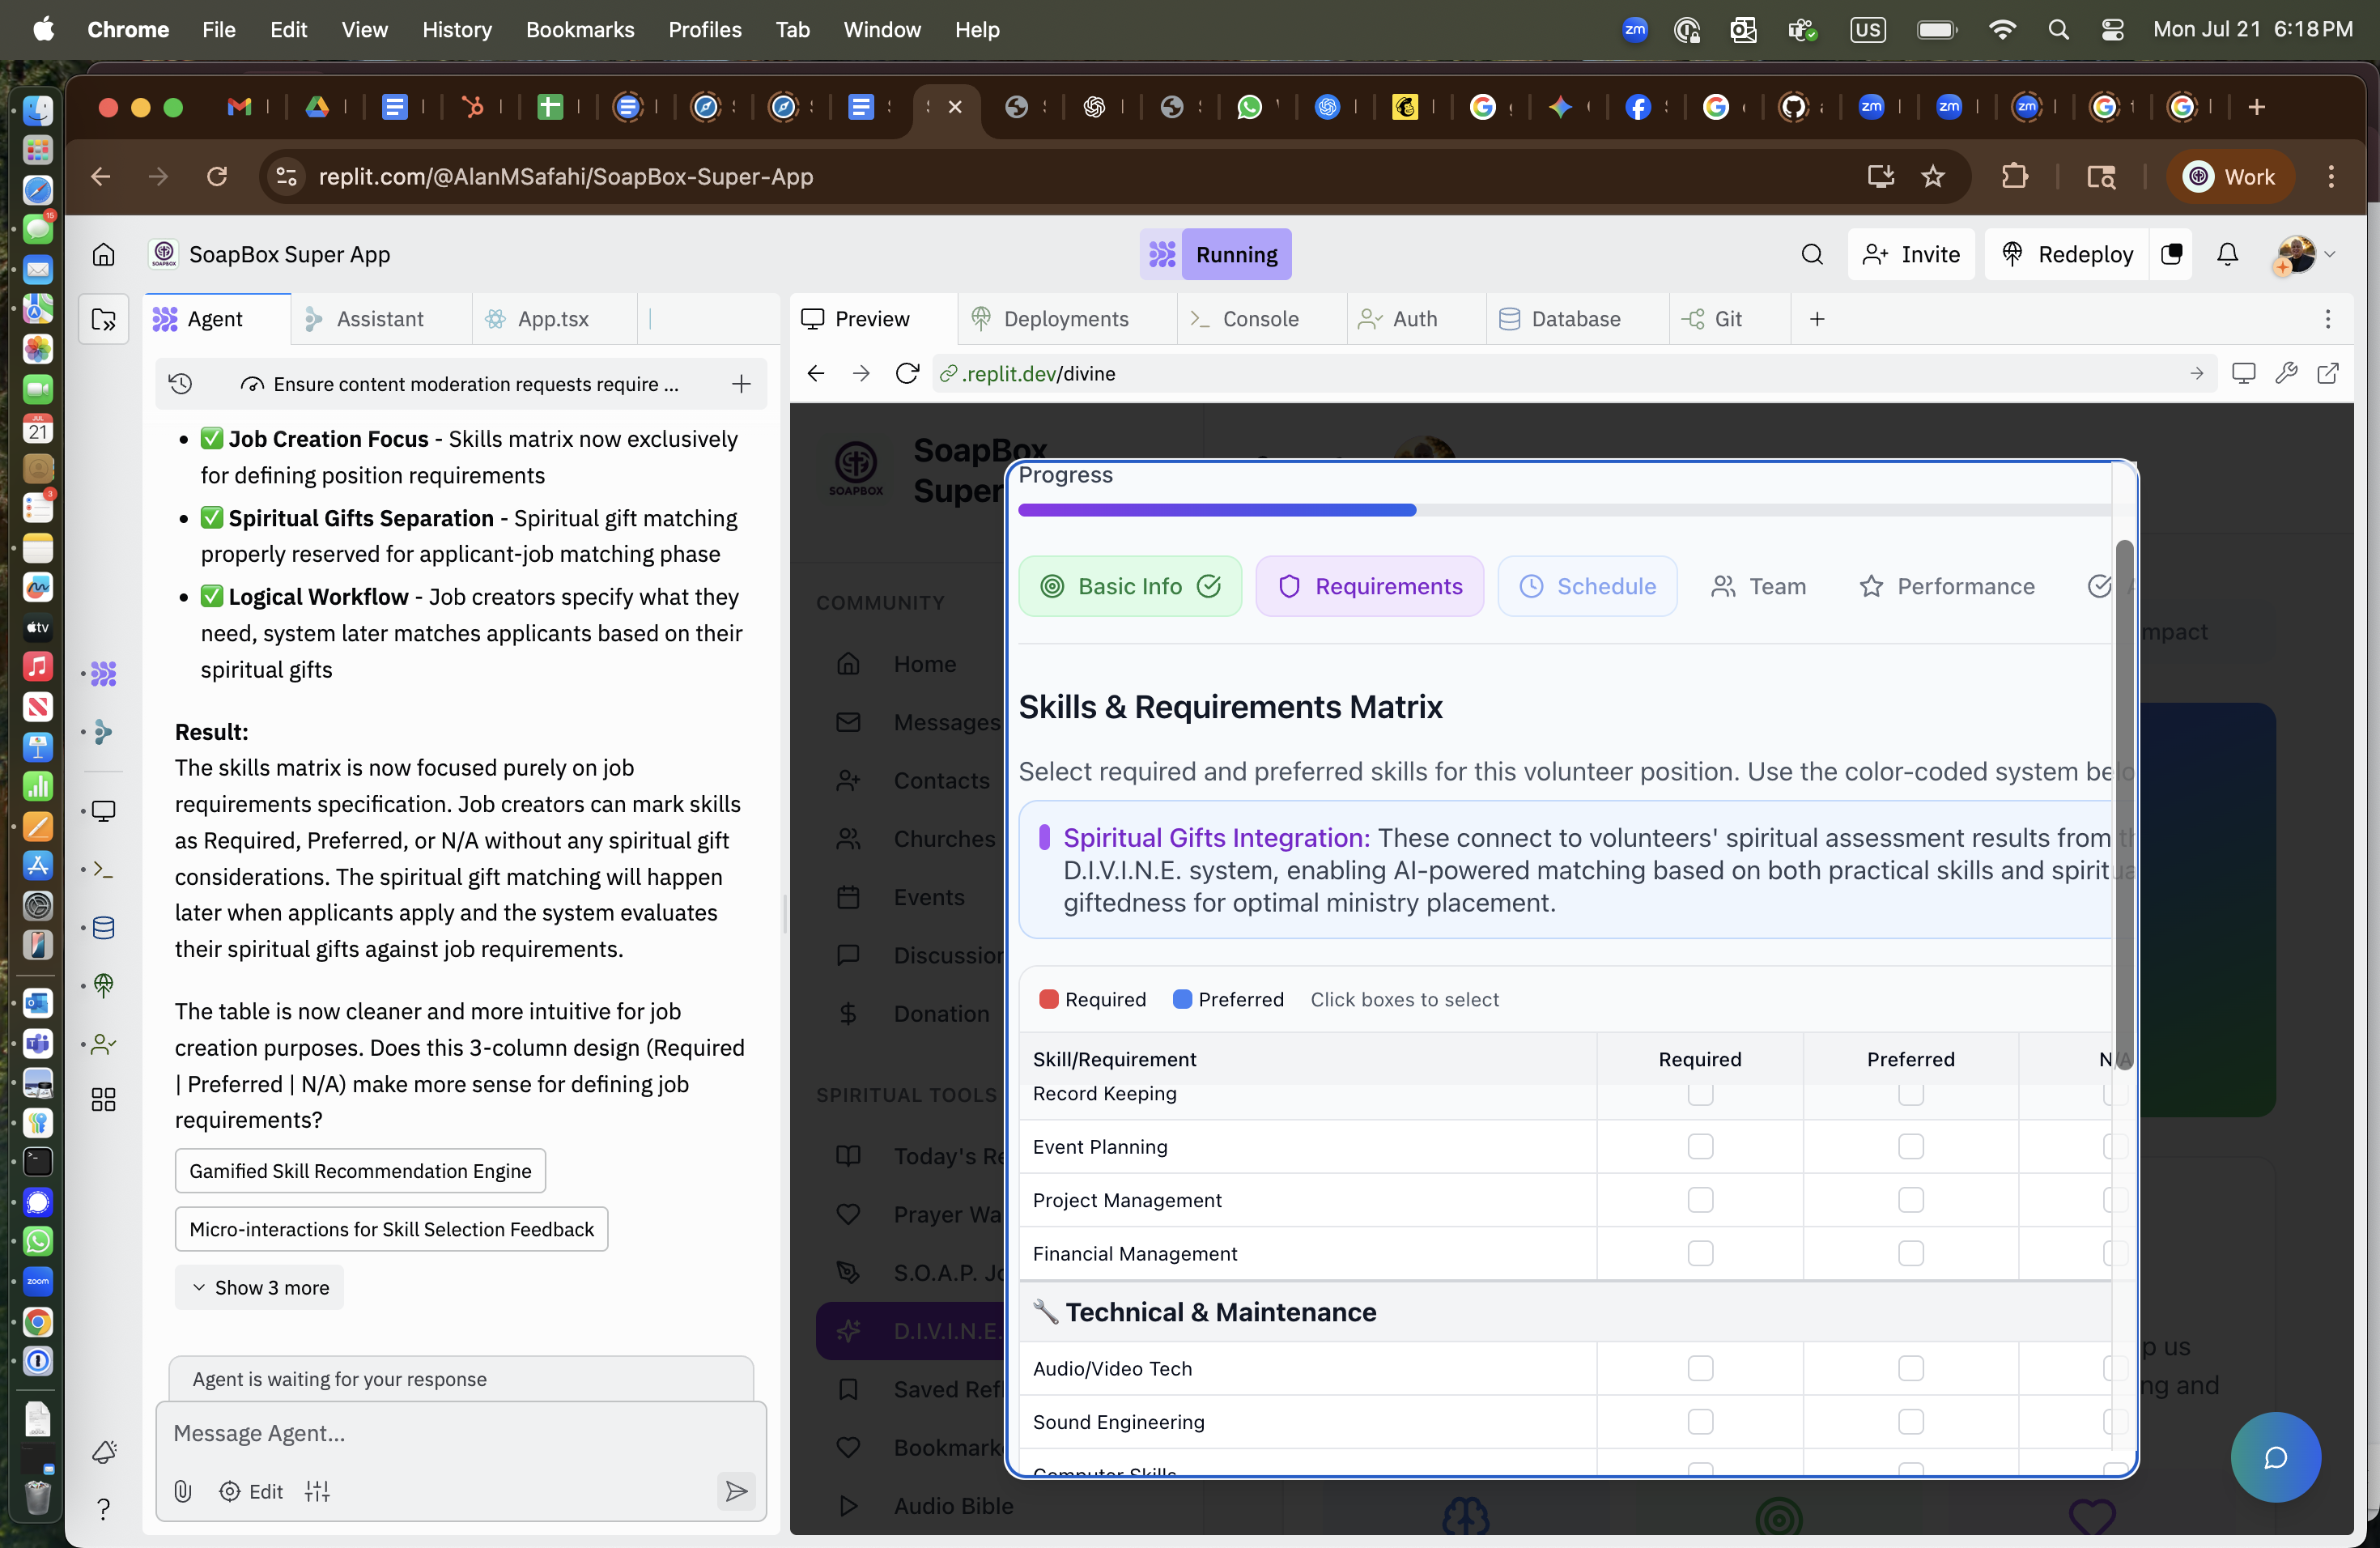 Chrome File Edit View History Bookmarks Profiles Tab Window Help
zm US Mon Jul 21 6:18 PM
replit.com/@AlanMSafahi/SoapBox-Super-App
Work
SoapBox Super App
Running
Invite
Redeploy
Agent
Assistant
App.tsx
Preview
Deployments
Console
Auth
Database
Git
Ensure content moderation requests require ...
.replit.dev/divine
✅ Job Creation Focus - Skills matrix now exclusively
for defining position requirements
✅ Spiritual Gifts Separation - Spiritual gift matching
properly reserved for applicant-job matching phase
✅ Logical Workflow - Job creators specify what they
need, system later matches applicants based on their
spiritual gifts
Result:
The skills matrix is now focused purely on job
requirements specification. Job creators can mark skills
as Required, Preferred, or N/A without any spiritual gift
considerations. The spiritual gift matching will happen
later when applicants apply and the system evaluates
their spiritual gifts against job requirements.
The table is now cleaner and more intuitive for job
creation purposes. Does this 3-column design (Required
| Preferred | N/A) make more sense for defining job
requirements?
Gamified Skill Recommendation Engine
Micro-interactions for Skill Selection Feedback
Show 3 more
Agent is waiting for your response
Message Agent...
Edit
SOAPBOX
SoapBox
Super
COMMUNITY
Home
Messages
Contacts
Churches
Events
Discussion
Donation
SPIRITUAL TOOLS
Today's Re
Prayer Wa
S.O.A.P. Jo
D.I.V.I.N.E.
Saved Refl
Bookmark
Audio Bible
Progress
Basic Info
Requirements
Schedule
Team
Performance
Skills & Requirements Matrix
Select required and preferred skills for this volunteer position. Use the color-coded system belo
Spiritual Gifts Integration: These connect to volunteers' spiritual assessment results from th
D.I.V.I.N.E. system, enabling AI-powered matching based on both practical skills and spiritua
giftedness for optimal ministry placement.
Required Preferred Click boxes to select
Skill/Requirement Required Preferred N/A
Record Keeping
Event Planning
Project Management
Financial Management
🔧 Technical & Maintenance
Audio/Video Tech
Sound Engineering
Computer Skills
mpact
p us
ng and